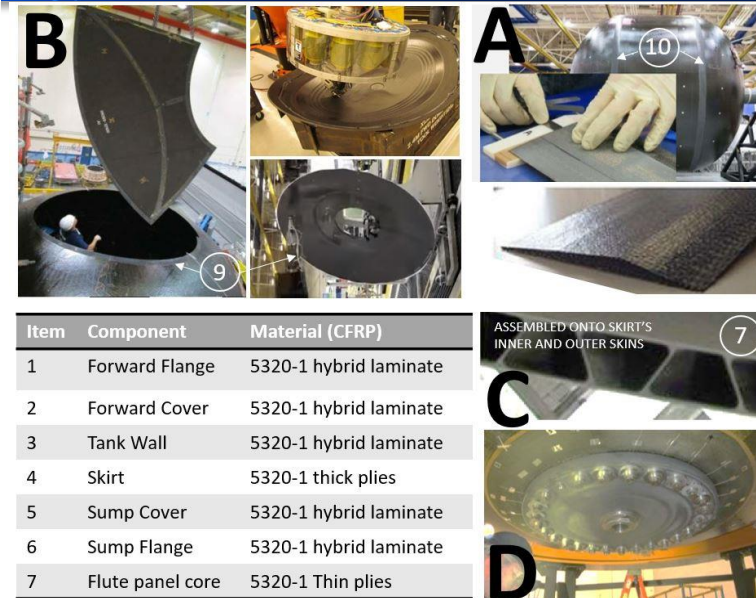 B
A
10
9
Item Component Material (CFRP)
1 Forward Flange 5320-1 hybrid laminate
2 Forward Cover 5320-1 hybrid laminate
3 Tank Wall 5320-1 hybrid laminate
4 Skirt 5320-1 thick plies
5 Sump Cover 5320-1 hybrid laminate
6 Sump Flange 5320-1 hybrid laminate
7 Flute panel core 5320-1 Thin plies
ASSEMBLED ONTO SKIRT'S
INNER AND OUTER SKINS
7
C
D